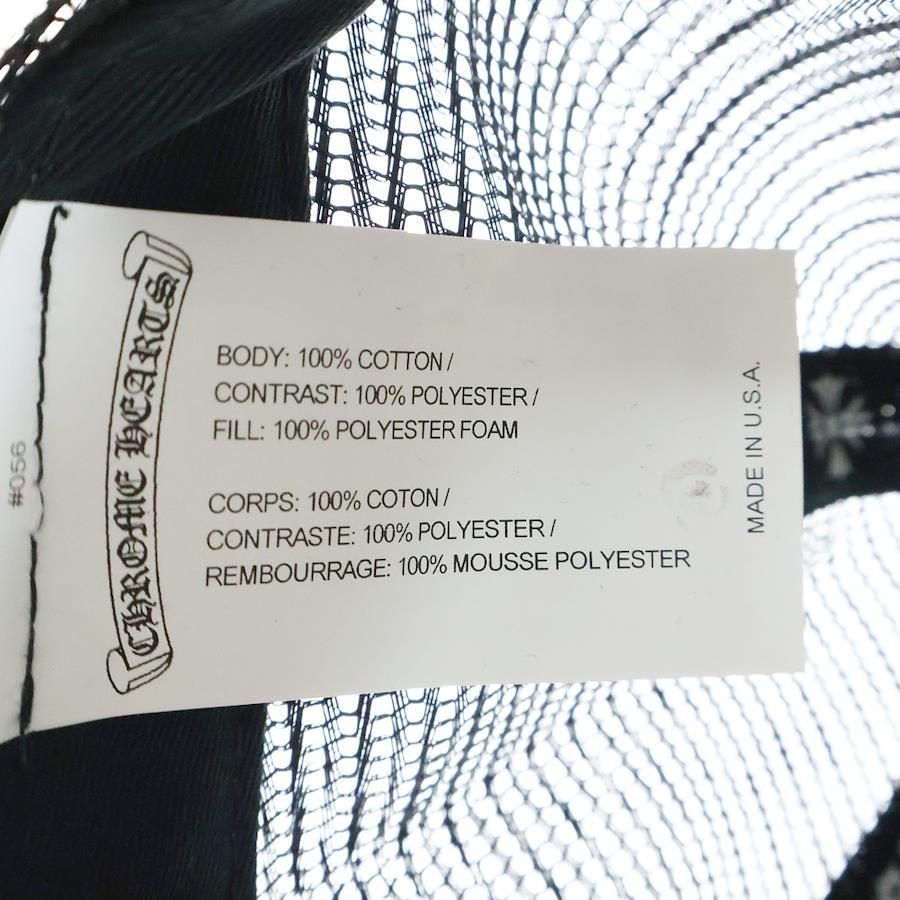 #056
CHROME HEARTS
BODY: 100% COTTON /
CONTRAST: 100% POLYESTER /
FILL: 100% POLYESTER FOAM
CORPS: 100% COTON /
CONTRASTE: 100% POLYESTER /
REMBOURRAGE: 100% MOUSSE POLYESTER
MADE IN U.S.A.